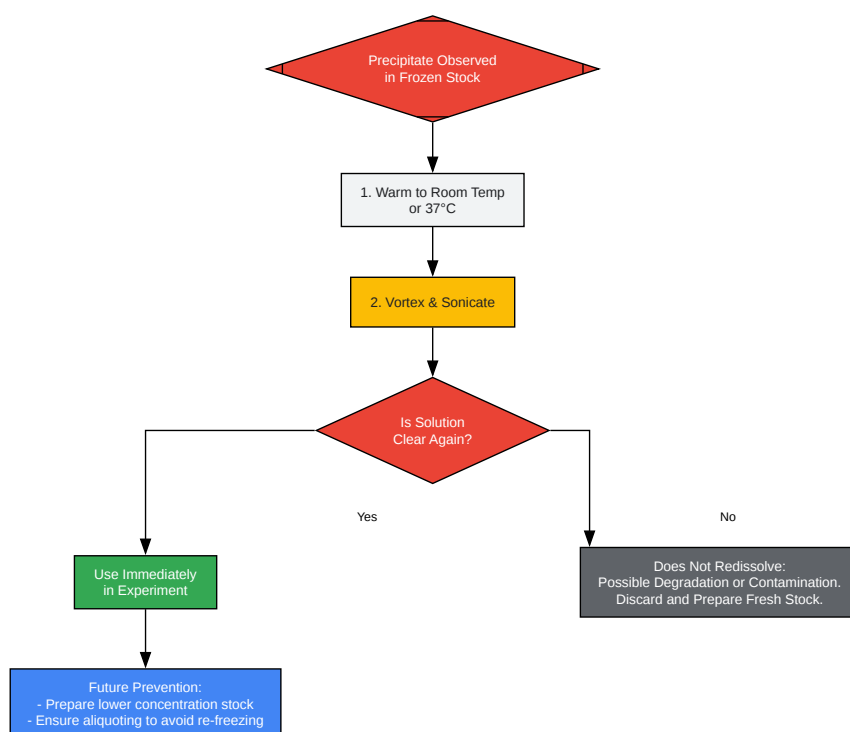 Precipitate Observed
in Frozen Stock
1. Warm to Room Temp
or 37°C
2. Vortex & Sonicate
Is Solution
Clear Again?
Yes
No
Use Immediately
in Experiment
Does Not Redissolve:
Possible Degradation or Contamination.
Discard and Prepare Fresh Stock.
Future Prevention:
- Prepare lower concentration stock
- Ensure aliquoting to avoid re-freezing